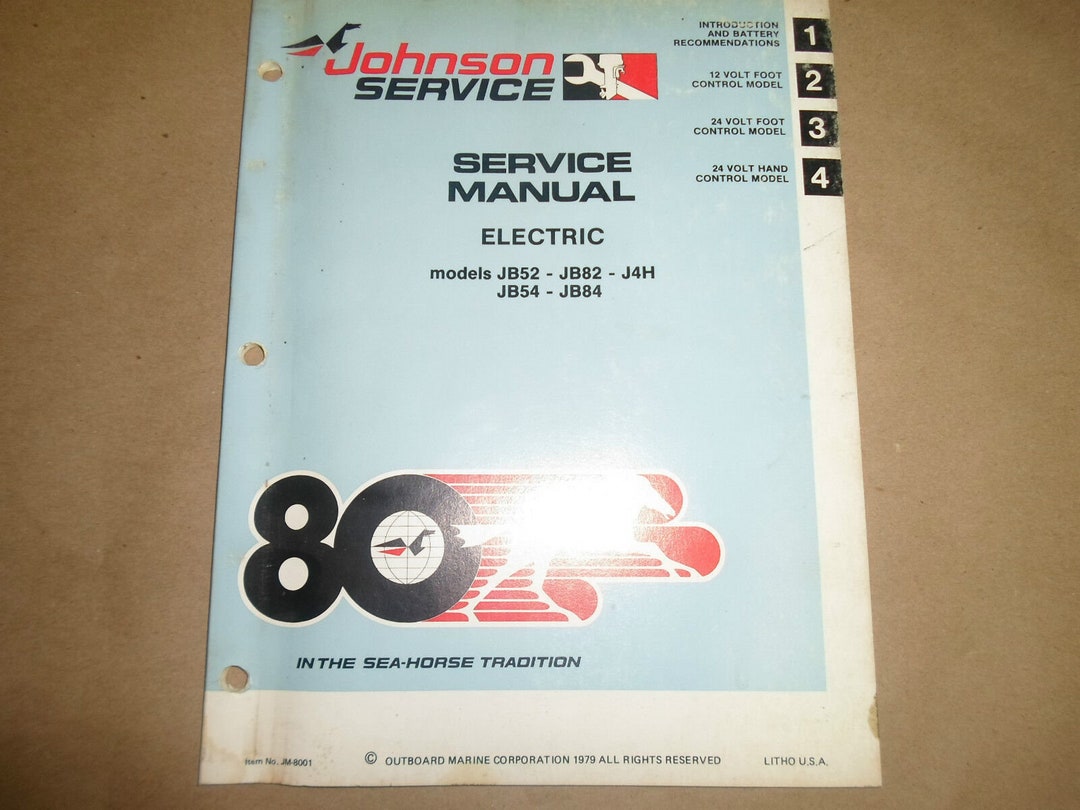 Johnson
SERVICE
INTRODUCTION
AND BATTERY
RECOMMENDATIONS
1
12 VOLT FOOT
CONTROL MODEL
2
24 VOLT FOOT
CONTROL MODEL
3
24 VOLT HAND
CONTROL MODEL
4
SERVICE
MANUAL
ELECTRIC
models JB52 - JB82 - J4H
JB54 - JB84
80
IN THE SEA-HORSE TRADITION
Item No. JM-8001
© OUTBOARD MARINE CORPORATION 1979 ALL RIGHTS RESERVED
LITHO U.S.A.